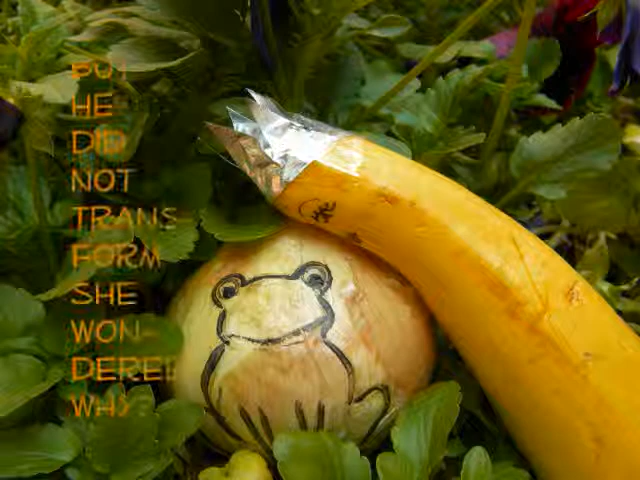 BUT
HE
DID
NOT
TRANS
FORM
SHE
WON-
DERED
WHY